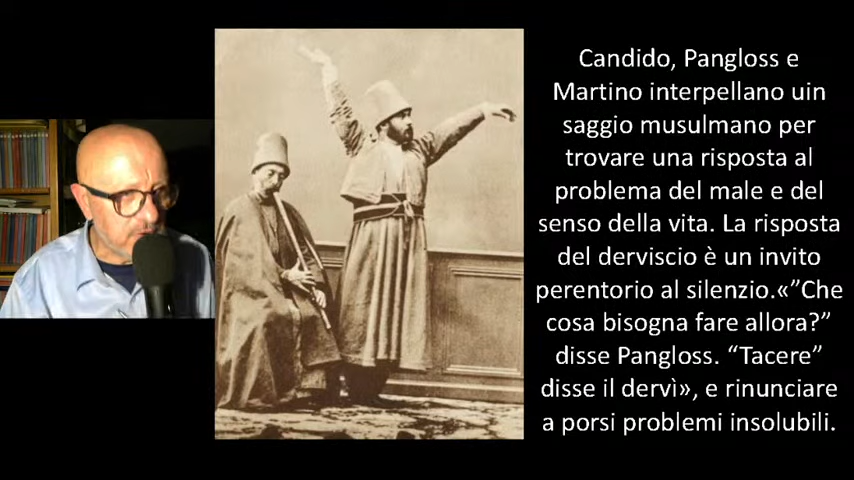 Candido, Pangloss e
Martino interpellano uin
saggio musulmano per
trovare una risposta al
problema del male e del
senso della vita. La risposta
del derviscio è un invito
perentorio al silenzio.«”Che
cosa bisogna fare allora?”
disse Pangloss. “Tacere”
disse il dervì», e rinunciare
a porsi problemi insolubili.